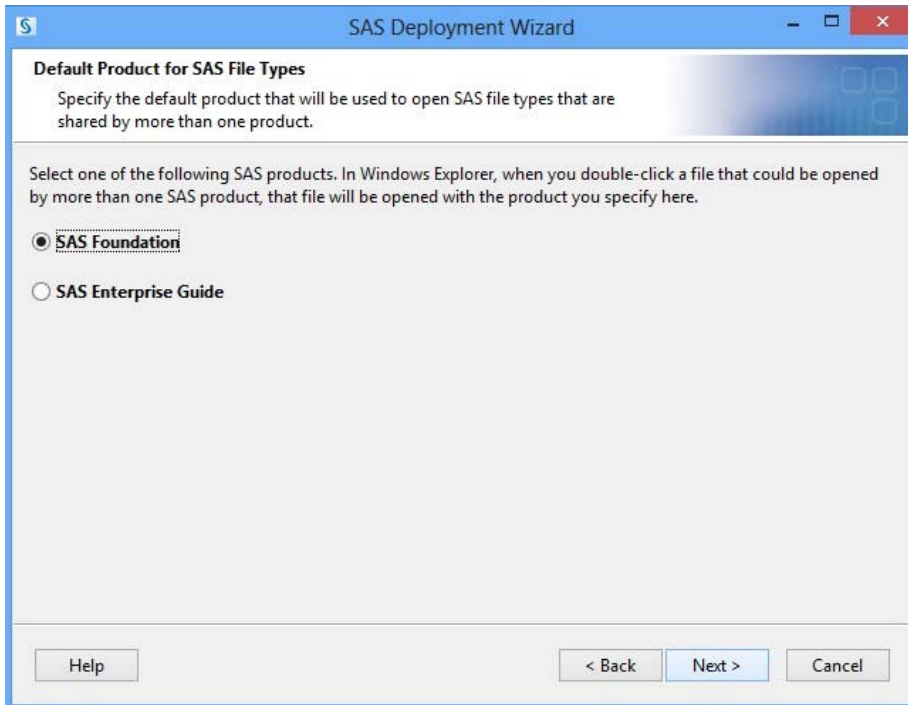 SAS Deployment Wizard
Default Product for SAS File Types
Specify the default product that will be used to open SAS file types that are
shared by more than one product.
Select one of the following SAS products. In Windows Explorer, when you double-click a file that could be opened
by more than one SAS product, that file will be opened with the product you specify here.
SAS Foundation
SAS Enterprise Guide
Help
< Back
Next >
Cancel